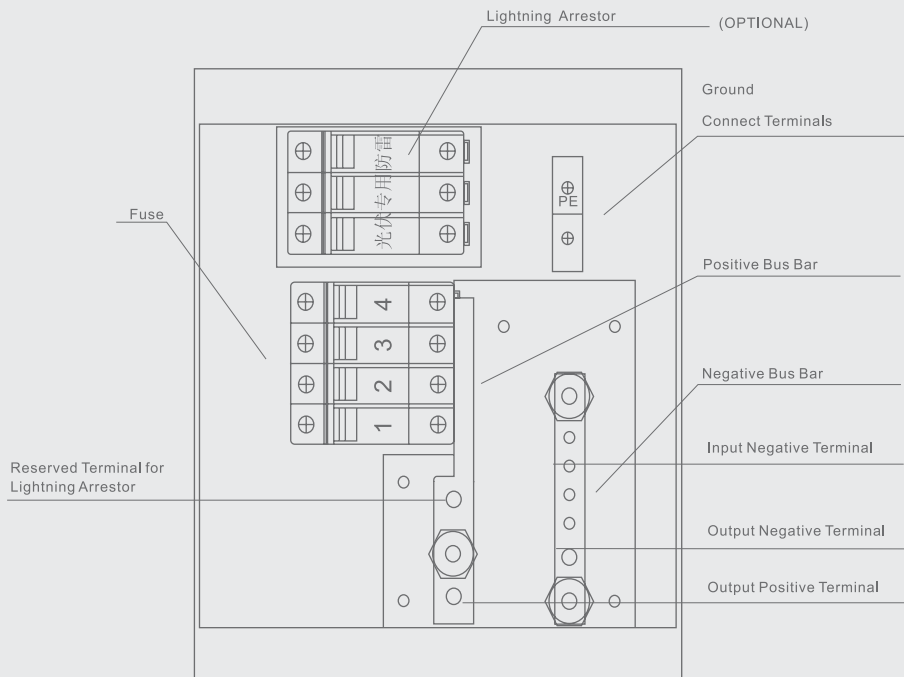 Lightning Arrestor
(OPTIONAL)
Ground
Connect Terminals
光伏专用防雷
PE
Fuse
Positive Bus Bar
4
3
2
1
Negative Bus Bar
Input Negative Terminal
Reserved Terminal for
Lightning Arrestor
Output Negative Terminal
Output Positive Terminal